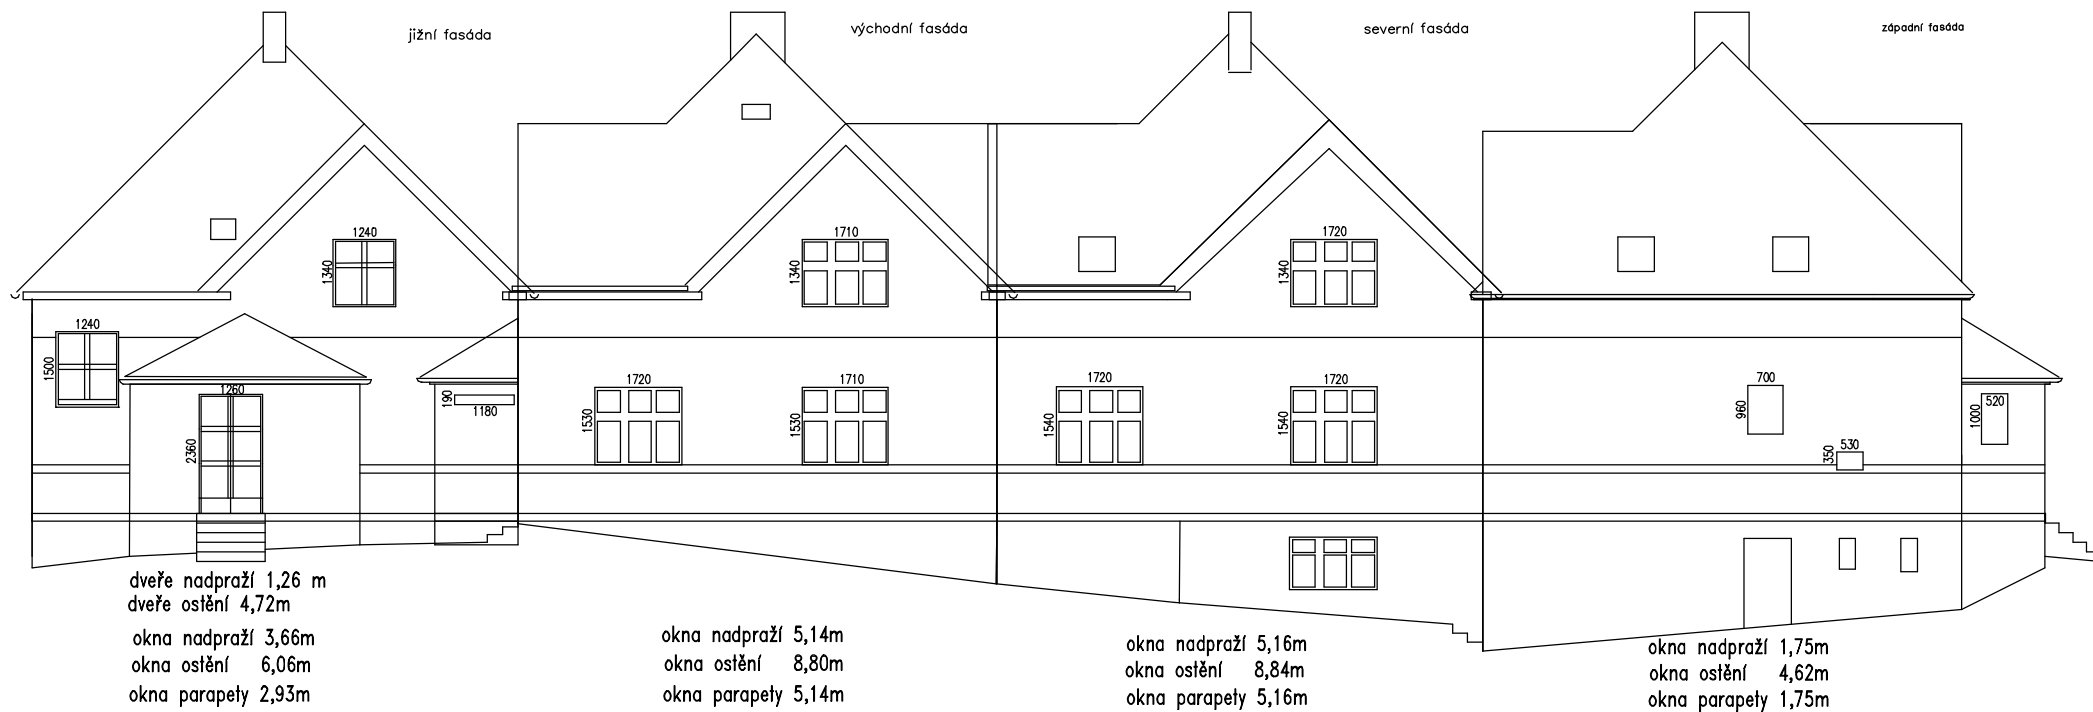 jižní fasáda
východní fasáda
severní fasáda
západní fasáda
1240
1340
1710
1340
1720
1340
1240
1500
1260
2360
190
1180
1720
1530
1710
1530
1720
1540
1720
1540
700
960
530
350
520
1000
dveře nadpraží 1,26 m
dveře ostění 4,72m
okna nadpraží 3,66m
okna ostění 6,06m
okna parapety 2,93m
okna nadpraží 5,14m
okna ostění 8,80m
okna parapety 5,14m
okna nadpraží 5,16m
okna ostění 8,84m
okna parapety 5,16m
okna nadpraží 1,75m
okna ostění 4,62m
okna parapety 1,75m